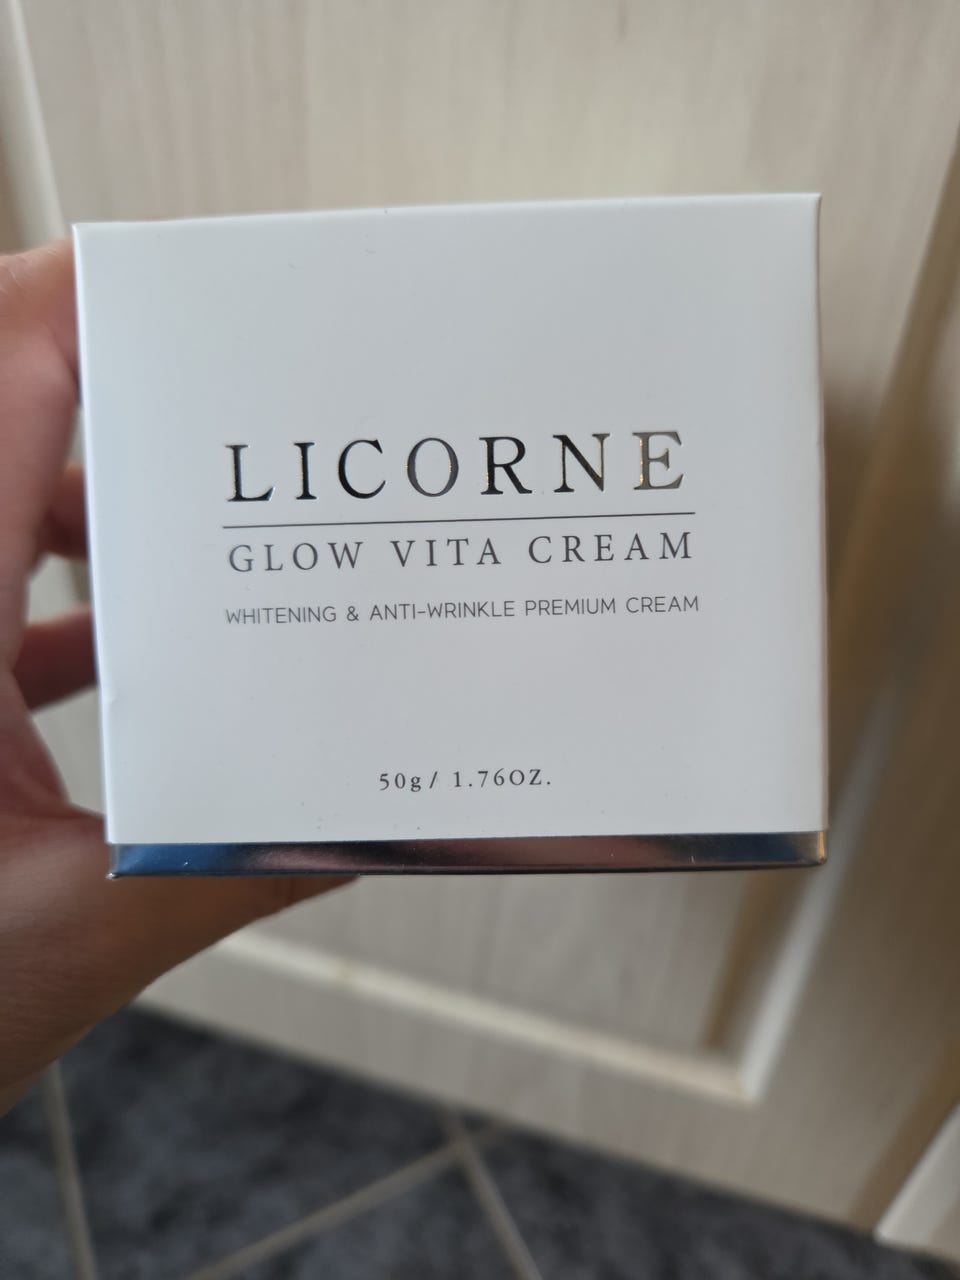 LICORNE
GLOW VITA CREAM
WHITENING & ANTI-WRINKLE PREMIUM CREAM
50g/ 1.76OZ.